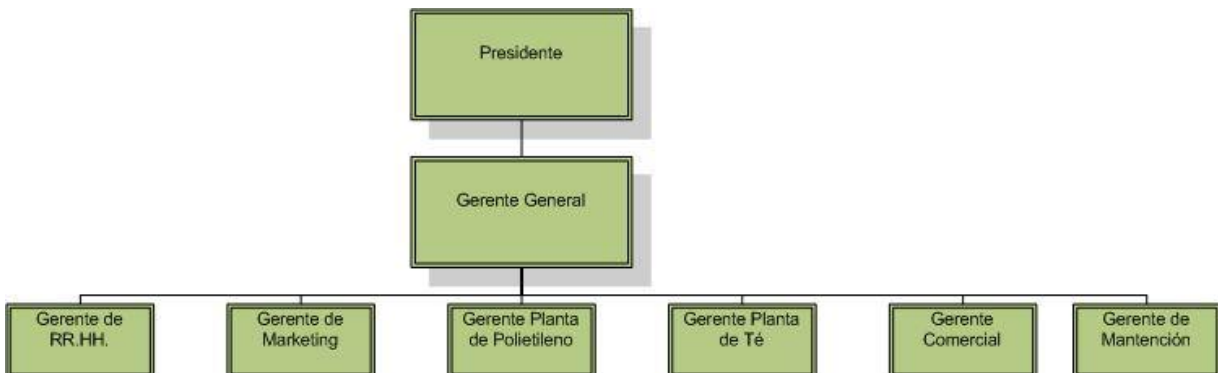 Presidente
Gerente General
Gerente de
RR.HH.
Gerente de
Marketing
Gerente Planta
de Polietileno
Gerente Planta
de Té
Gerente
Comercial
Gerente de
Mantención